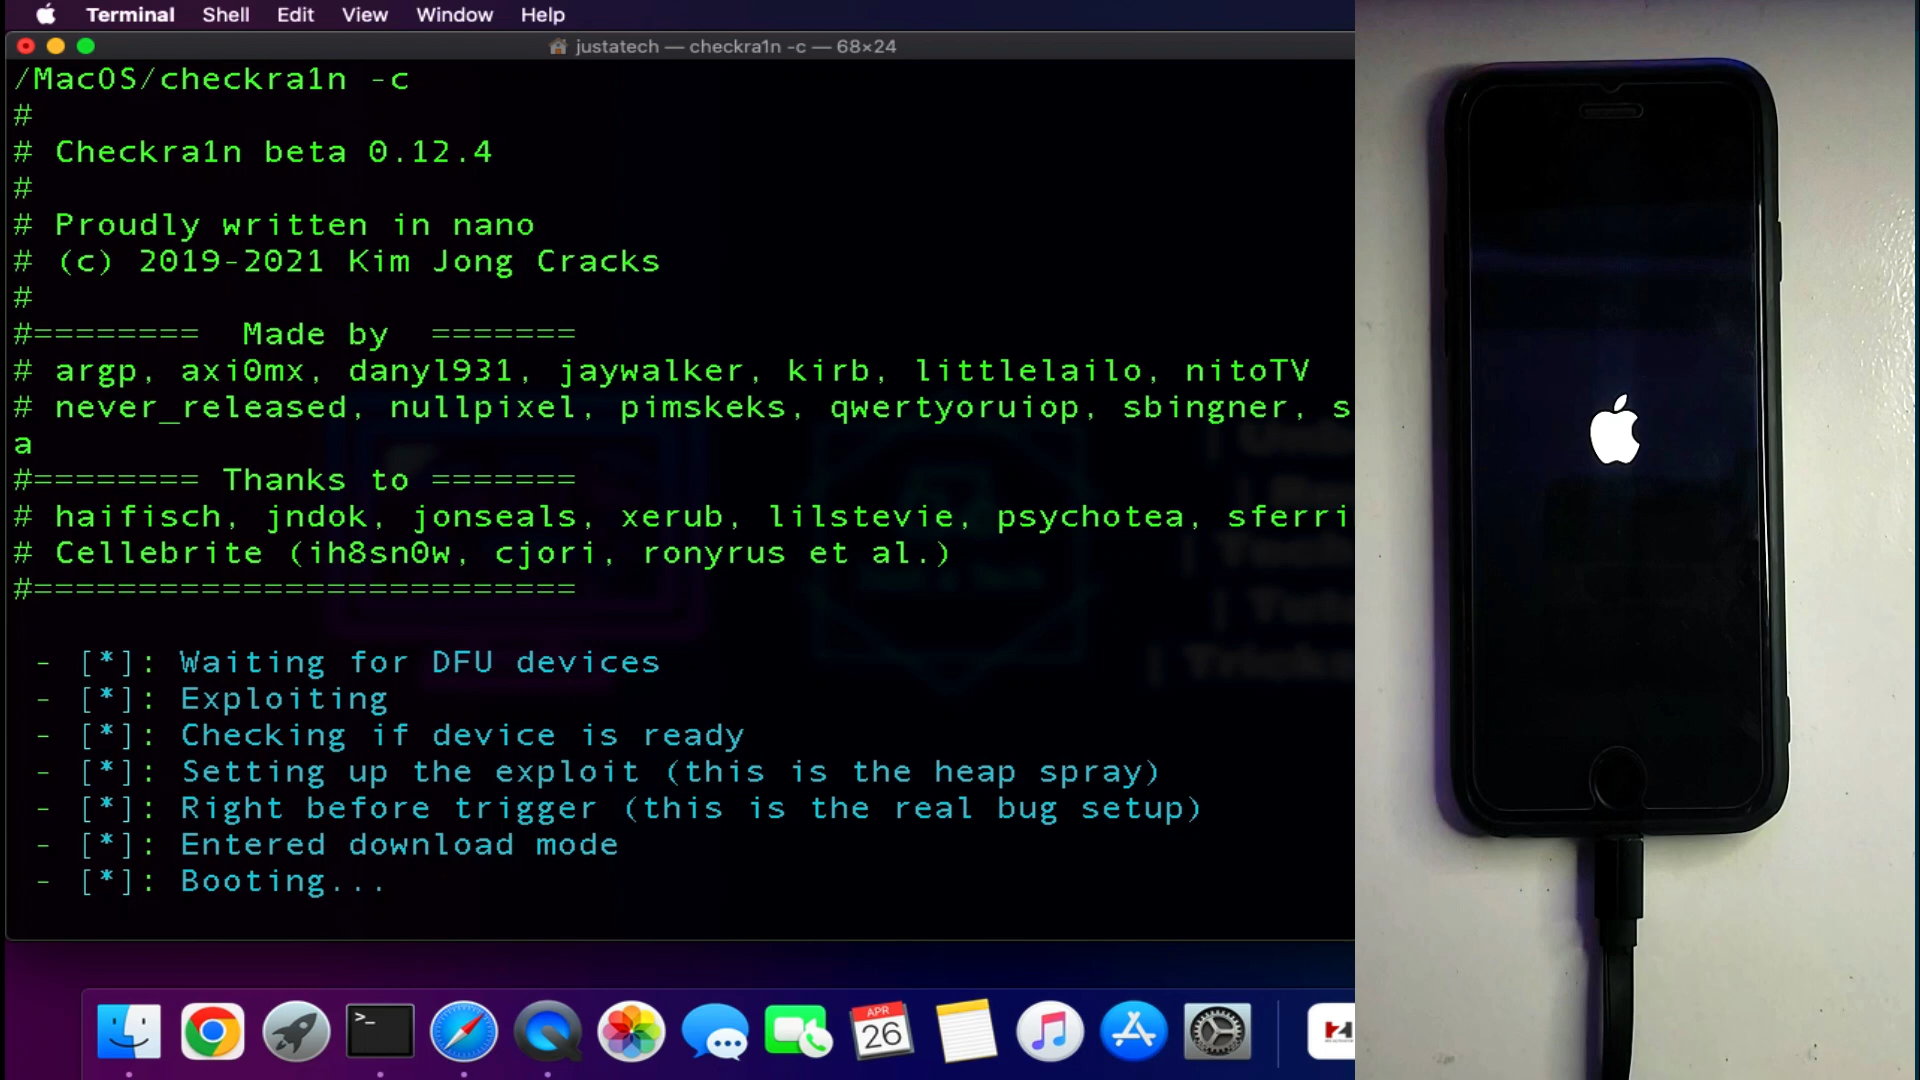 Terminal Shell Edit View Window Help
justatech — checkra1n -c — 68×24
/MacOS/checkra1n -c
#
# Checkra1n beta 0.12.4
#
# Proudly written in nano
# (c) 2019-2021 Kim Jong Cracks
#
#======== Made by =======
# argp, axi0mx, danyl931, jaywalker, kirb, littlelailo, nitoTV
# never_released, nullpixel, pimskeks, qwertyoruiop, sbingner, s
a
#======== Thanks to =======
# haifisch, jndok, jonseals, xerub, lilstevie, psychotea, sferri
# Cellebrite (ih8sn0w, cjori, ronyrus et al.)
#==========================
- [*]: Waiting for DFU devices
- [*]: Exploiting
- [*]: Checking if device is ready
- [*]: Setting up the exploit (this is the heap spray)
- [*]: Right before trigger (this is the real bug setup)
- [*]: Entered download mode
- [*]: Booting...
>_
APR
26